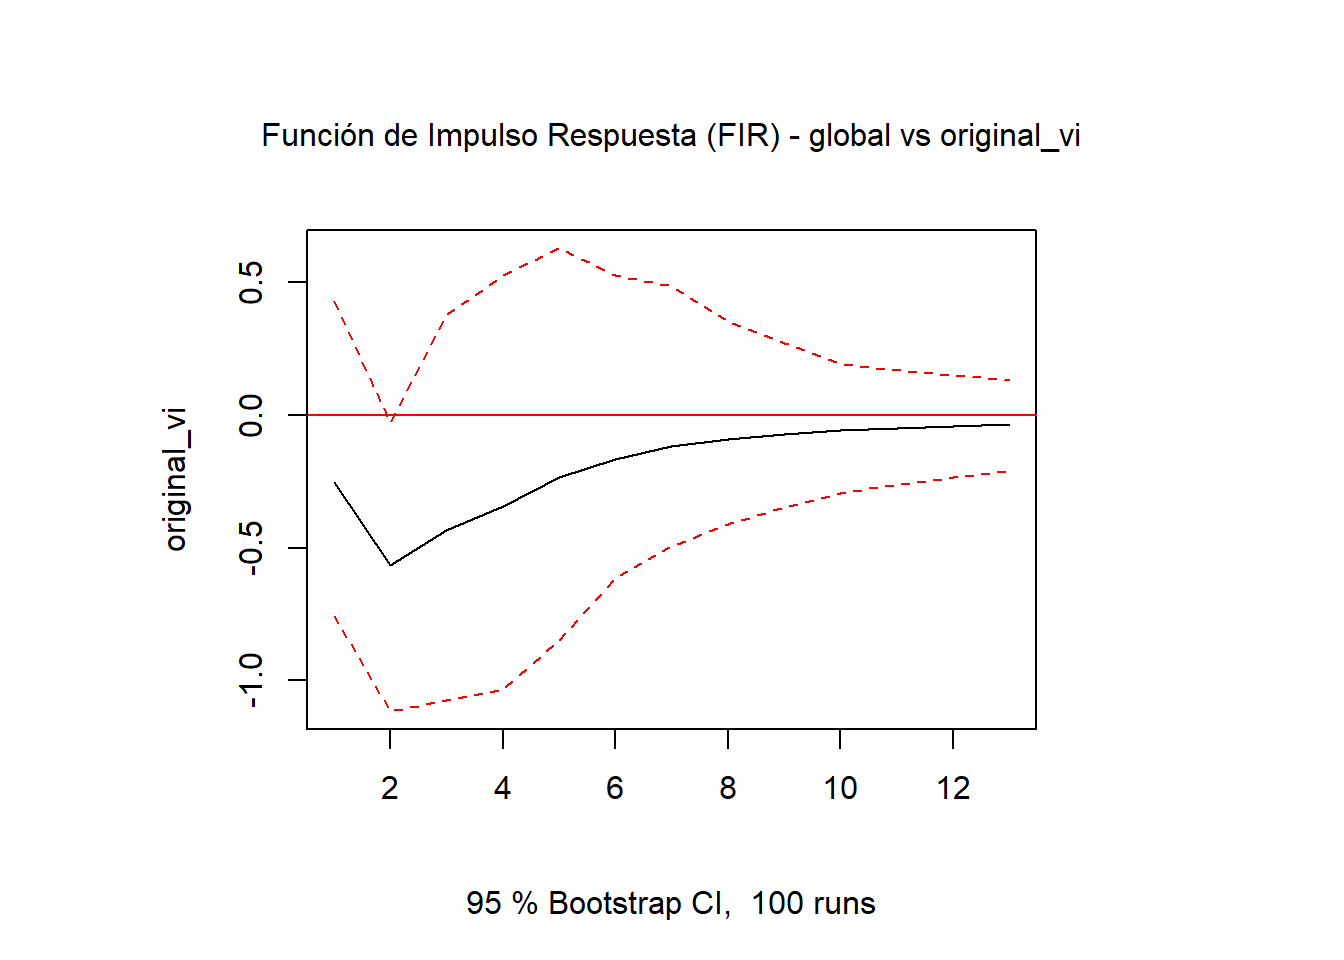 Función de Impulso Respuesta (FIR) - global vs original_vi
original_vi
0.5
0.0
-0.5
-1.0
2 4 6 8 10 12
95 % Bootstrap CI,  100 runs